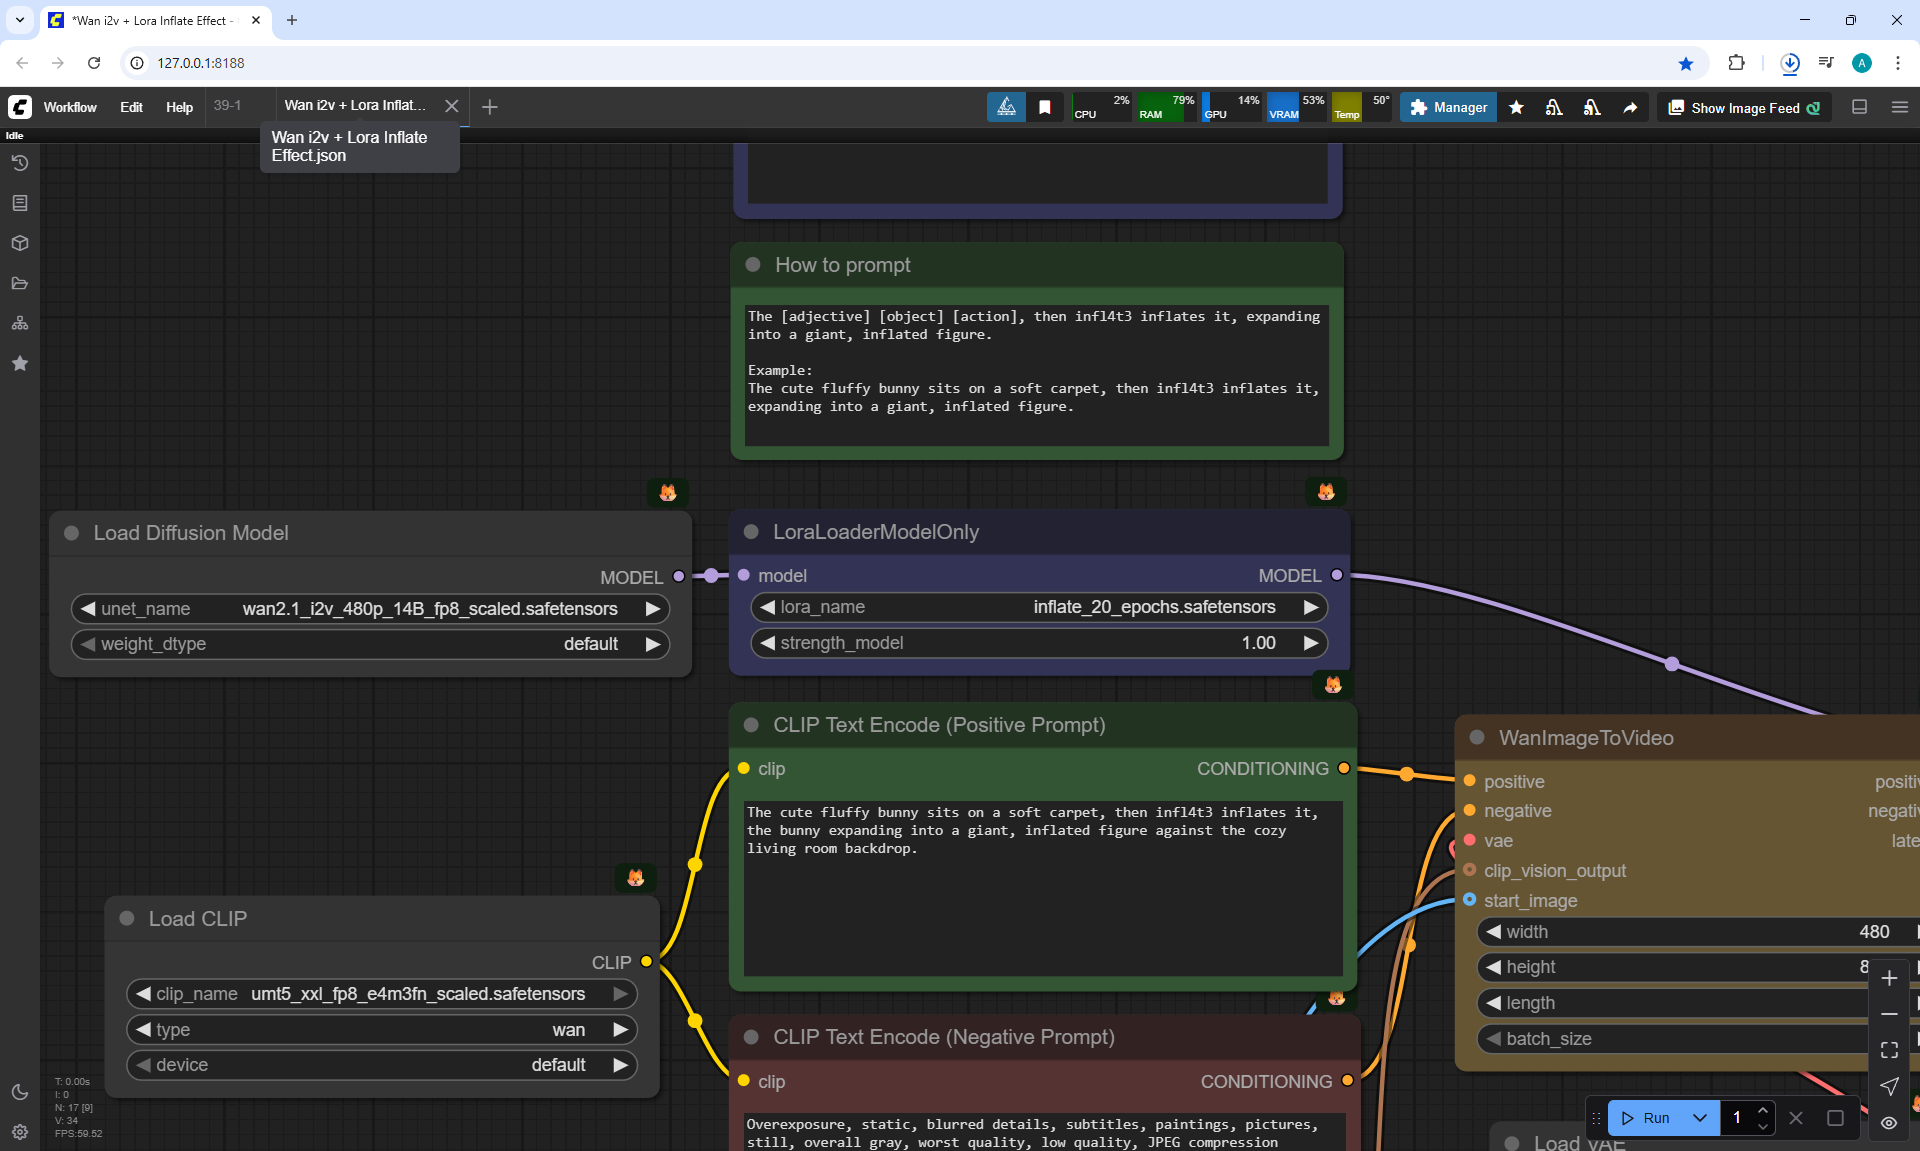 *Wan i2v + Lora Inflate Effect -
127.0.0.1:8188
A
Workflow
Edit
Help
39-1
Wan i2v + Lora Inflat...
CPU
2%
RAM
79%
GPU
14%
VRAM
53%
Temp
50°
Manager
Show Image Feed
Idle
Wan i2v + Lora Inflate
Effect.json
How to prompt
The [adjective] [object] [action], then infl4t3 inflates it, expanding
into a giant, inflated figure.
Example:
The cute fluffy bunny sits on a soft carpet, then infl4t3 inflates it,
expanding into a giant, inflated figure.
Load Diffusion Model
MODEL
unet_name
wan2.1_i2v_480p_14B_fp8_scaled.safetensors
weight_dtype
default
LoraLoaderModelOnly
model
MODEL
lora_name
inflate_20_epochs.safetensors
strength_model
1.00
CLIP Text Encode (Positive Prompt)
clip
CONDITIONING
The cute fluffy bunny sits on a soft carpet, then infl4t3 inflates it,
the bunny expanding into a giant, inflated figure against the cozy
living room backdrop.
WanImageToVideo
positive
positi
negative
negati
vae
late
clip_vision_output
start_image
width
480
height
8
length
batch_size
Load CLIP
CLIP
clip_name
umt5_xxl_fp8_e4m3fn_scaled.safetensors
type
wan
device
default
CLIP Text Encode (Negative Prompt)
clip
CONDITIONING
Overexposure, static, blurred details, subtitles, paintings, pictures,
still, overall gray, worst quality, low quality, JPEG compression
T: 0.00s
I: 0
N: 17 [9]
V: 34
FPS:59.52
Run
1
Load VAE